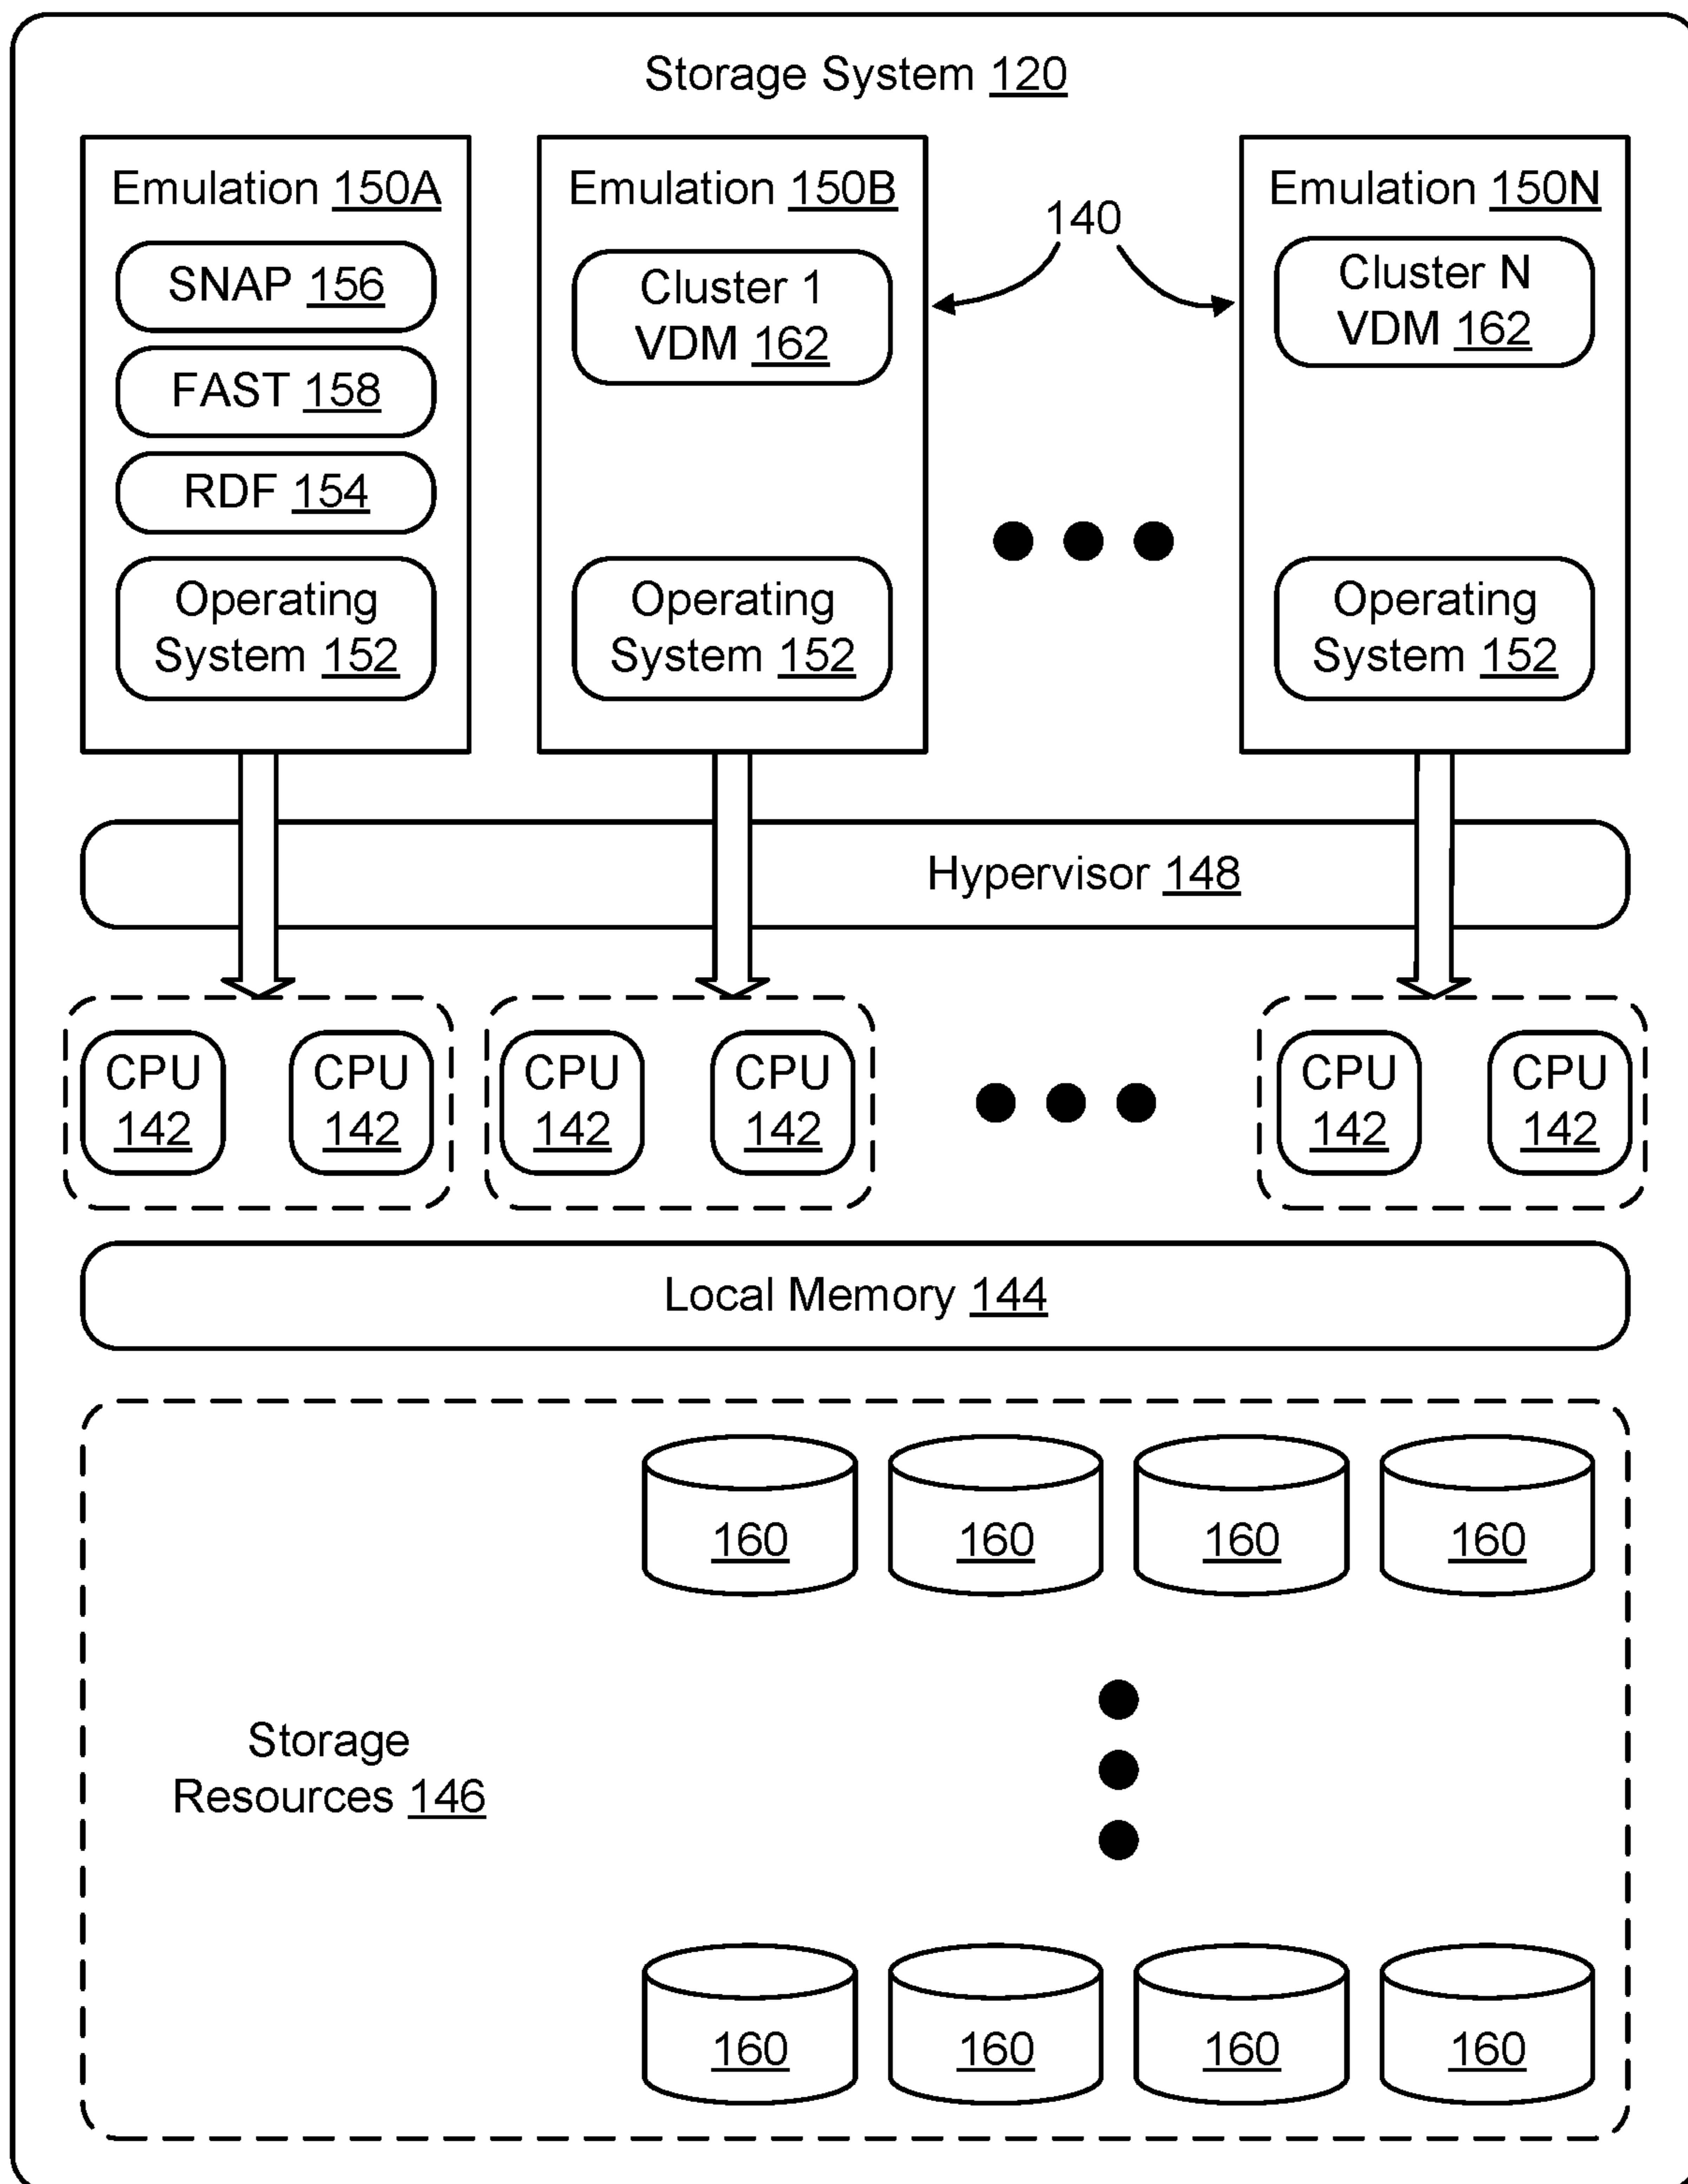 Storage System 120
Emulation 150A
SNAP 156
FAST 158
RDF 154
Operating
System 152
Emulation 150B
Cluster 1
VDM 162
Operating
System 152
140
Emulation 150N
Cluster N
VDM 162
Operating
System 152
Hypervisor 148
CPU
142
CPU
142
CPU
142
CPU
142
CPU
142
CPU
142
Local Memory 144
Storage
Resources 146
160
160
160
160
160
160
160
160